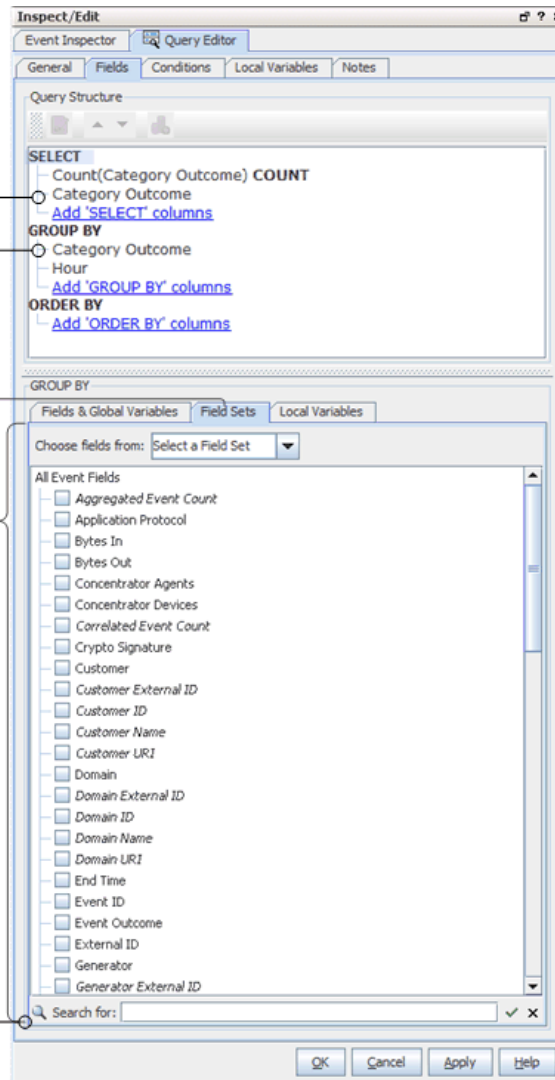 Inspect/Edit ?
Event Inspector Query Editor
General Fields Conditions Local Variables Notes
Query Structure
SELECT
Count(Category Outcome) COUNT
Category Outcome
Add 'SELECT' columns
GROUP BY
Category Outcome
Hour
Add 'GROUP BY' columns
ORDER BY
Add 'ORDER BY' columns
GROUP BY
Fields & Global Variables Field Sets Local Variables
Choose fields from: Select a Field Set
All Event Fields
Aggregated Event Count
Application Protocol
Bytes In
Bytes Out
Concentrator Agents
Concentrator Devices
Correlated Event Count
Crypto Signature
Customer
Customer External ID
Customer ID
Customer Name
Customer URI
Domain
Domain External ID
Domain ID
Domain Name
Domain URI
End Time
Event ID
Event Outcome
External ID
Generator
Generator External ID
Search for:
OK Cancel Apply Help